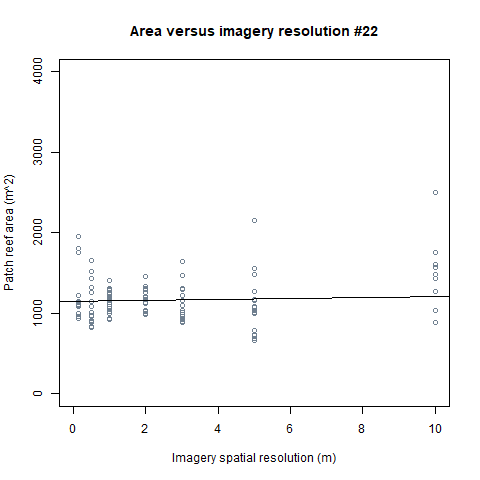 Area versus imagery resolution #22
4000
3000
2000
1000
0
Patch reef area (m^2)
0 2 4 6 8 10
Imagery spatial resolution (m)